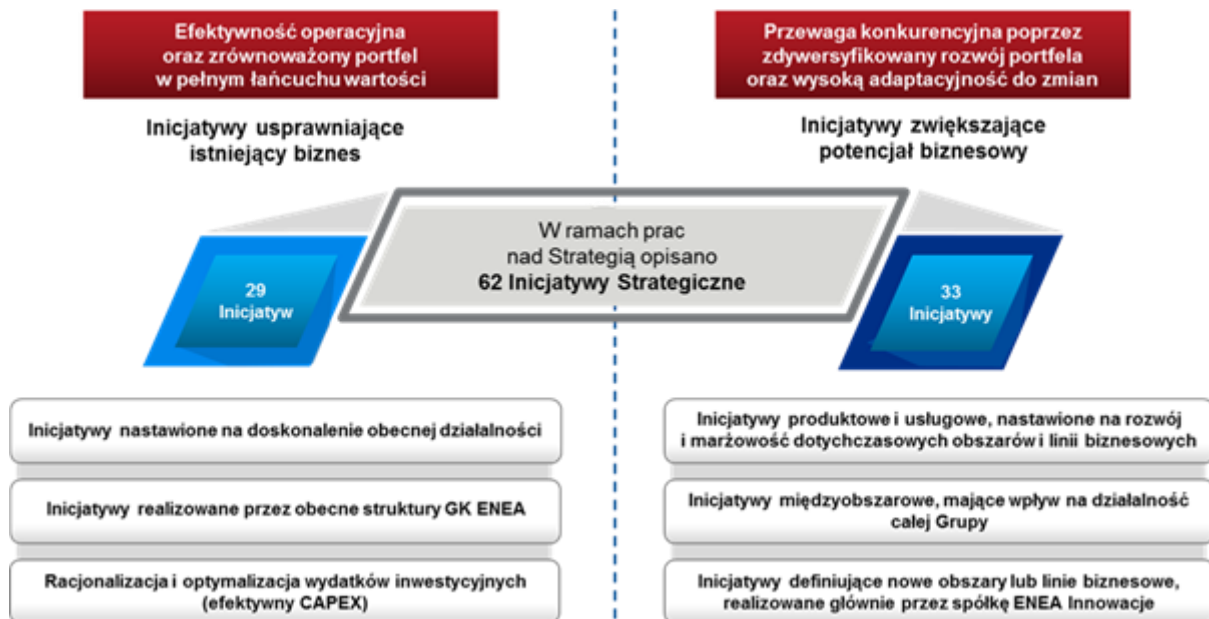 Efektywność operacyjna
oraz zrównoważony portfel
w pełnym łańcuchu wartości
Inicjatywy usprawniające
istniejący biznes
Przewaga konkurencyjna poprzez
zdywersyfikowany rozwój portfela
oraz wysoką adaptacyjność do zmian
Inicjatywy zwiększające
potencjał biznesowy
W ramach prac
nad Strategią opisano
62 Inicjatywy Strategiczne
29
Inicjatyw
33
Inicjatywy
Inicjatywy nastawione na doskonalenie obecnej działalności
Inicjatywy realizowane przez obecne struktury GK ENEA
Racjonalizacja i optymalizacja wydatków inwestycyjnych
(efektywny CAPEX)
Inicjatywy produktowe i usługowe, nastawione na rozwój
i marżowość dotychczasowych obszarów i linii biznesowych
Inicjatywy międzyobszarowe, mające wpływ na działalność
całej Grupy
Inicjatywy definiujące nowe obszary lub linie biznesowe,
realizowane głównie przez spółkę ENEA Innowacje